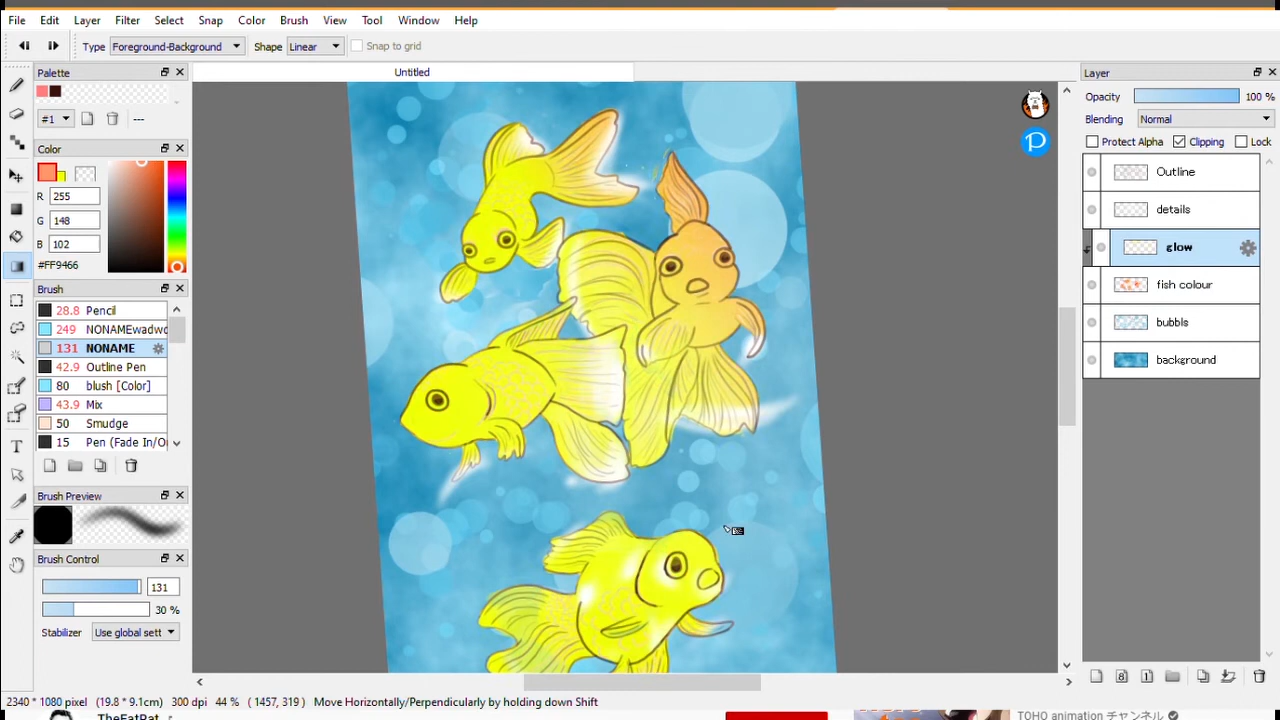 File Edit Layer Filter Select Snap Color Brush View Tool Window Help
Type Foreground-Background Shape Linear Snap to grid
Palette
Untitled
Layer
#1 ---
Color
R 255
G 148
B 102
#FF9466
Brush
28.8 Pencil
249 NONAMEwadwo
131 NONAME
42.9 Outline Pen
80 blush [Color]
43.9 Mix
50 Smudge
15 Pen (Fade In/O
T
Brush Preview
Brush Control
131
30 %
Stabilizer Use global sett
Opacity 100 %
Blending Normal
Protect Alpha Clipping Lock
Outline
details
glow
fish colour
bubbls
background
8 1
2340 * 1080 pixel (19.8 * 9.1cm) 300 dpi 44 % ( 1457, 319 ) Move Horizontally/Perpendicularly by holding down Shift
TheFatRat
TOHO animation チャンネル